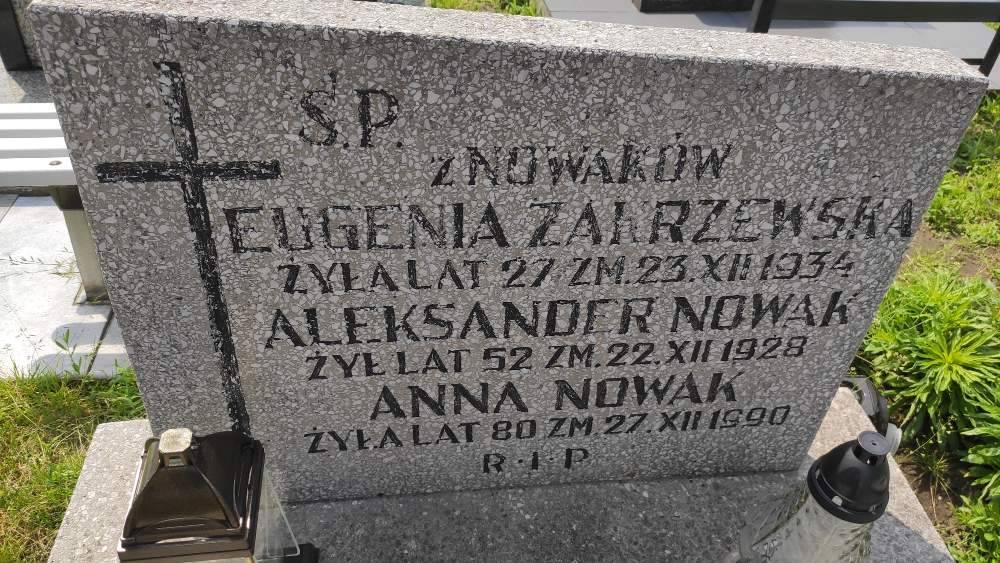 Ś.P.
z NOWAKÓW
EUGENIA ZAKRZEWSKA
ŻYŁA LAT 27 ZM. 23. XII 1934
ALEKSANDER NOWAK
ŻYŁ LAT 52 ZM. 22. XII 1928
ANNA NOWAK
ŻYŁA LAT 80 ZM. 27. XII 1990
R·I·P